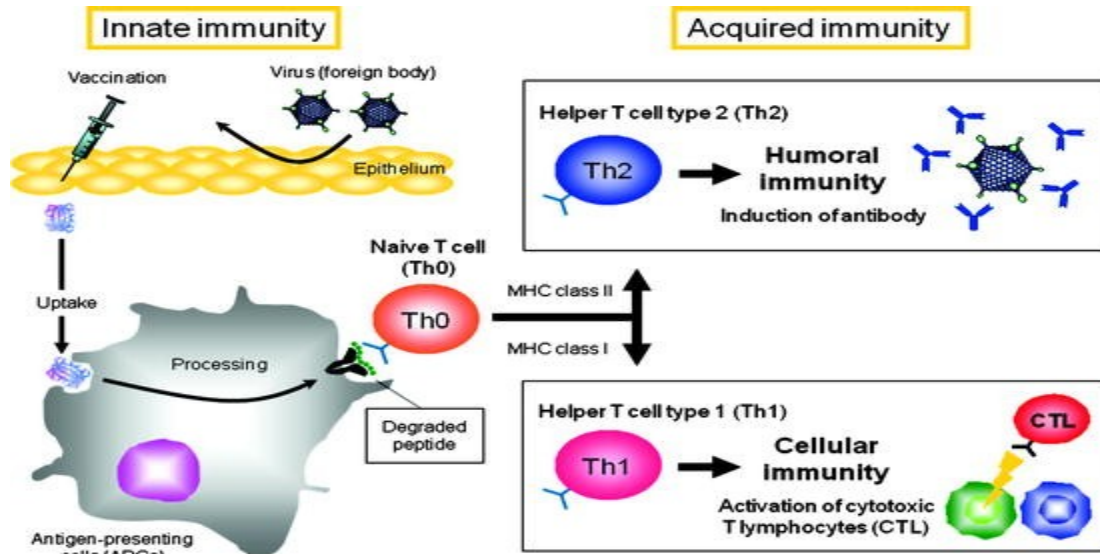 Innate immunity
Acquired immunity
Vaccination
Virus (foreign body)
Epithelium
Uptake
Processing
Naive T cell
(Th0)
Th0
Degraded
peptide
Antigen-presenting
cells (APCs)
MHC class II
MHC class I
Helper T cell type 2 (Th2)
Th2
Humoral
immunity
Induction of antibody
Helper T cell type 1 (Th1)
Th1
Cellular
immunity
Activation of cytotoxic
T lymphocytes (CTL)
CTL